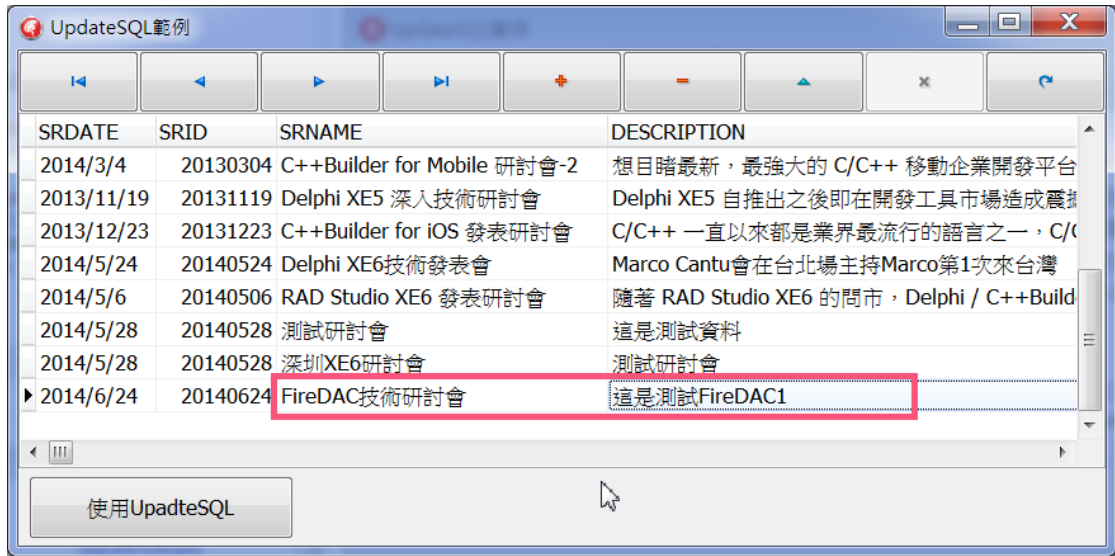 UpdateSQL範例
SRDATE SRID SRNAME DESCRIPTION
2014/3/4 20130304 C++Builder for Mobile 研討會-2 想目睹最新，最強大的 C/C++ 移動企業開發平台
2013/11/19 20131119 Delphi XE5 深入技術研討會 Delphi XE5 自推出之後即在開發工具市場造成震撼
2013/12/23 20131223 C++Builder for iOS 發表研討會 C/C++ 一直以來都是業界最流行的語言之一，C/
2014/5/24 20140524 Delphi XE6技術發表會 Marco Cantu會在台北場主持Marco第1次來台灣
2014/5/6 20140506 RAD Studio XE6 發表研討會 隨著 RAD Studio XE6 的問市，Delphi / C++Build
2014/5/28 20140528 測試研討會 這是測試資料
2014/5/28 20140528 深圳XE6研討會 測試研討會
2014/6/24 20140624 FireDAC技術研討會 這是測試FireDAC1
使用UpadteSQL